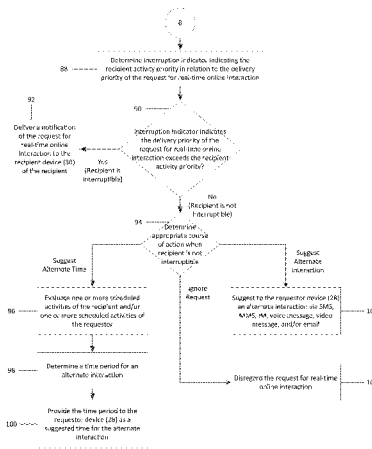 B
Determine interruption indicator indicating the
recipient activity priority in relation to the delivery
priority of the request for real-time online interaction
88
92
90
Deliver a notification
of the request for
real-time online
interaction to the
recipient device (30)
of the recipient
Yes
(Recipient is
interruptible)
Interruption Indicator indicates
the delivery priority of the
request for real-time online
interaction exceeds the recipient
activity priority?
No
(Recipient is not
interruptible)
94
Determine
appropriate course
of action when
recipient is not
interruptible
Suggest
Alternate Time
Suggest
Alternate
Interaction
Ignore
Request
96
Evaluate one or more scheduled
activities of the recipient and/or
one or more scheduled activities of
the requestor
Suggest to the requestor device (28)
an alternate interaction via SMS,
MMS, IM, voice message, video
message, and/or email
98
Determine a time period for an
alternate interaction
Disregard the request for real-time
online interaction
100
Provide the time period to the
requestor device (28) as a
suggested time for the alternate
interaction